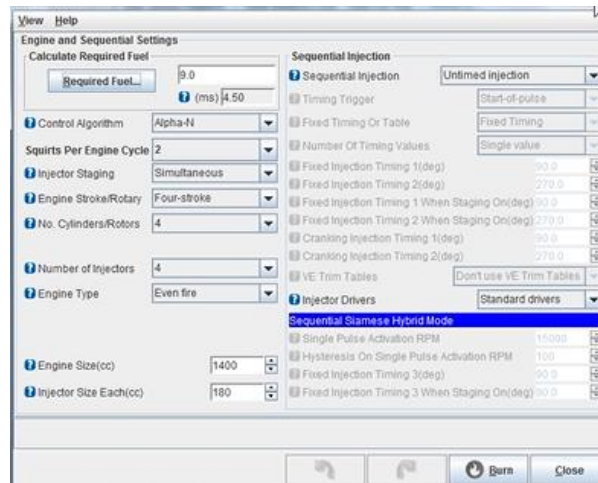 View Help
Engine and Sequential Settings
Calculate Required Fuel
Required Fuel... 9.0
(ms) 4.50
Control Algorithm Alpha-N
Squirts Per Engine Cycle 2
Injector Staging Simultaneous
Engine Stroke/Rotary Four-stroke
No. Cylinders/Rotors 4
Number of Injectors 4
Engine Type Even fire
Engine Size(cc) 1400
Injector Size Each(cc) 180
Sequential Injection
Sequential Injection Untimed injection
Timing Trigger Start-of-pulse
Fixed Timing Or Table Fixed Timing
Number Of Timing Values Single value
Fixed Injection Timing 1(deg) 90.0
Fixed Injection Timing 2(deg) 270.0
Fixed Injection Timing 1 When Staging On(deg) 90.0
Fixed Injection Timing 2 When Staging On(deg) 270.0
Cranking Injection Timing 1(deg) 90.0
Cranking Injection Timing 2(deg) 270.0
VE Trim Tables Don't use VE Trim Tables
Injector Drivers Standard drivers
Sequential Siamese Hybrid Mode
Single Pulse Activation RPM 15000
Hysteresis On Single Pulse Activation RPM 100
Fixed Injection Timing 3(deg) 90.0
Fixed Injection Timing 3 When Staging On(deg) 90.0
Burn Close